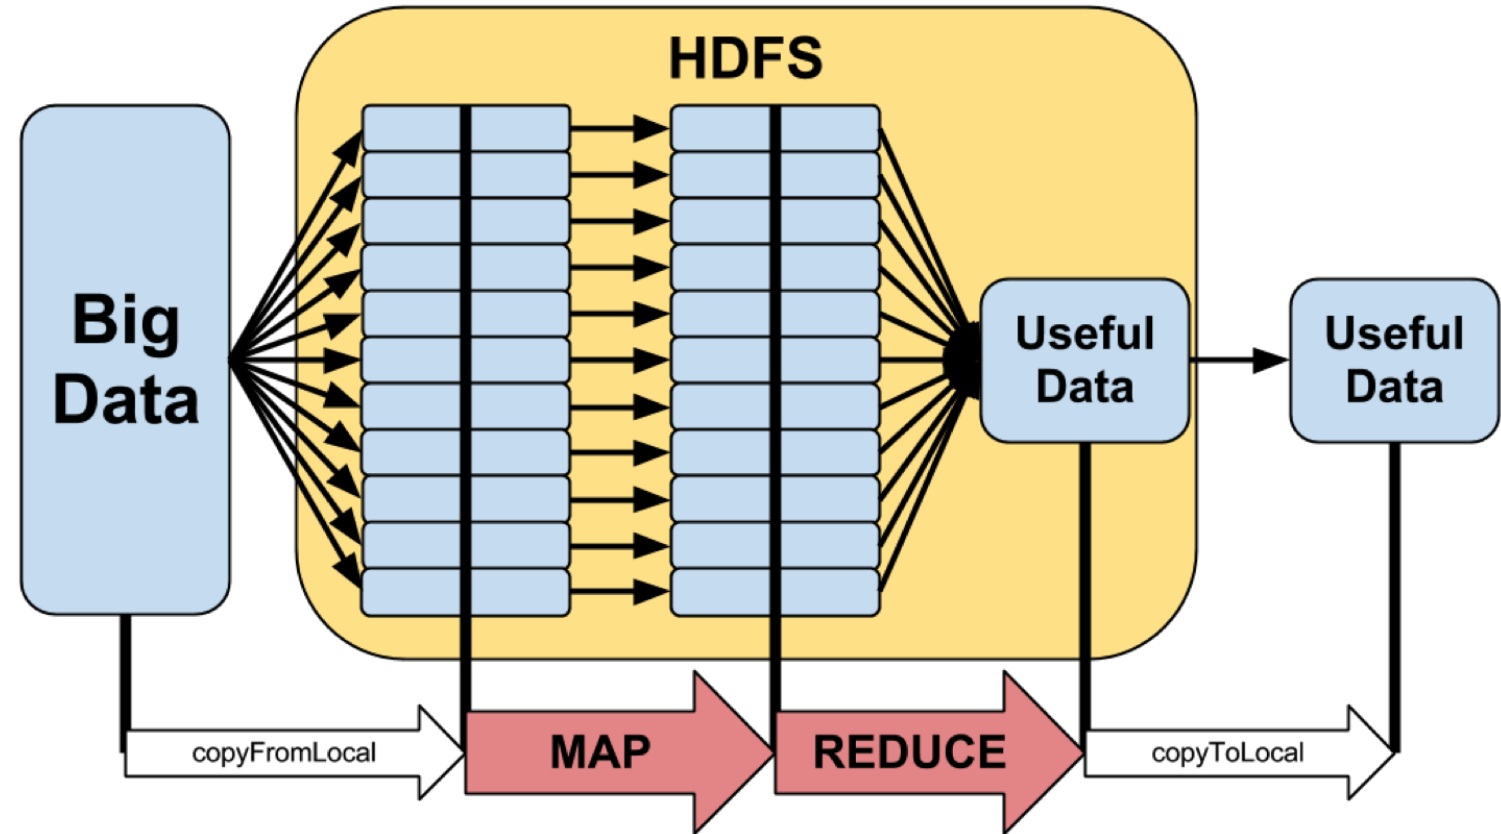 HDFS
Big
Data
Useful
Data
Useful
Data
copyFromLocal
MAP
REDUCE
copyToLocal